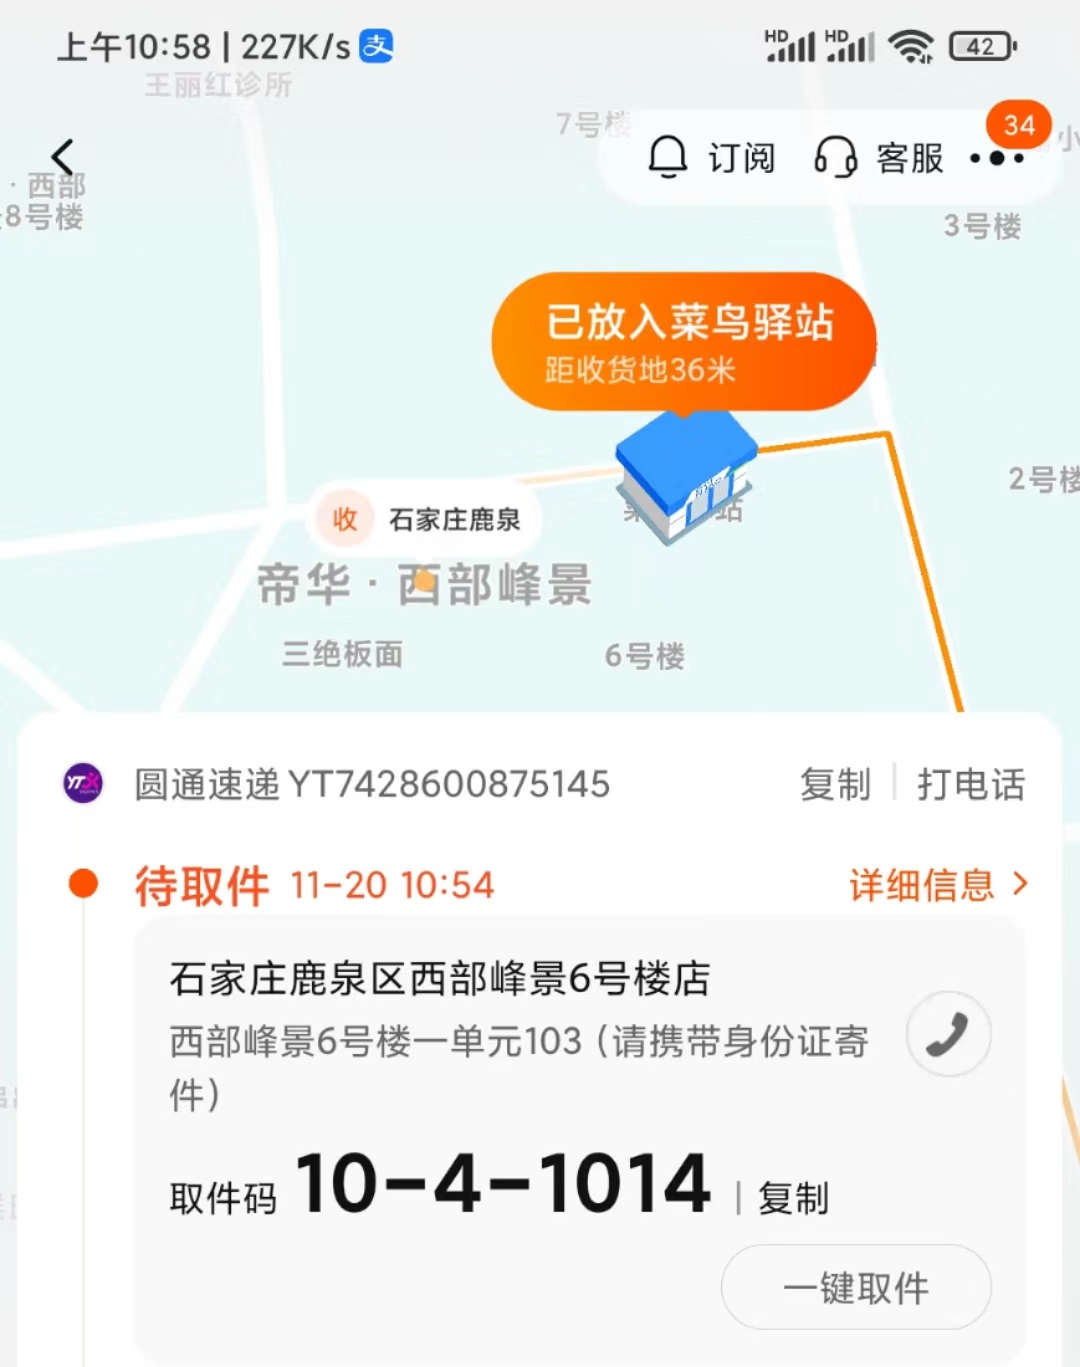 上午10:58 | 227K/s 支
HD HD 42
王丽红诊所
7号楼
34
订阅 客服
·西部
8号楼
3号楼
已放入菜鸟驿站
距收货地36米
2号楼
收 石家庄鹿泉
站
帝华·西部峰景
三绝板面
6号楼
圆通速递 YT7428600875145 复制 | 打电话
待取件 11-20 10:54 详细信息 >
石家庄鹿泉区西部峰景6号楼店
西部峰景6号楼一单元103（请携带身份证寄
件）
取件码 10-4-1014 | 复制
一键取件